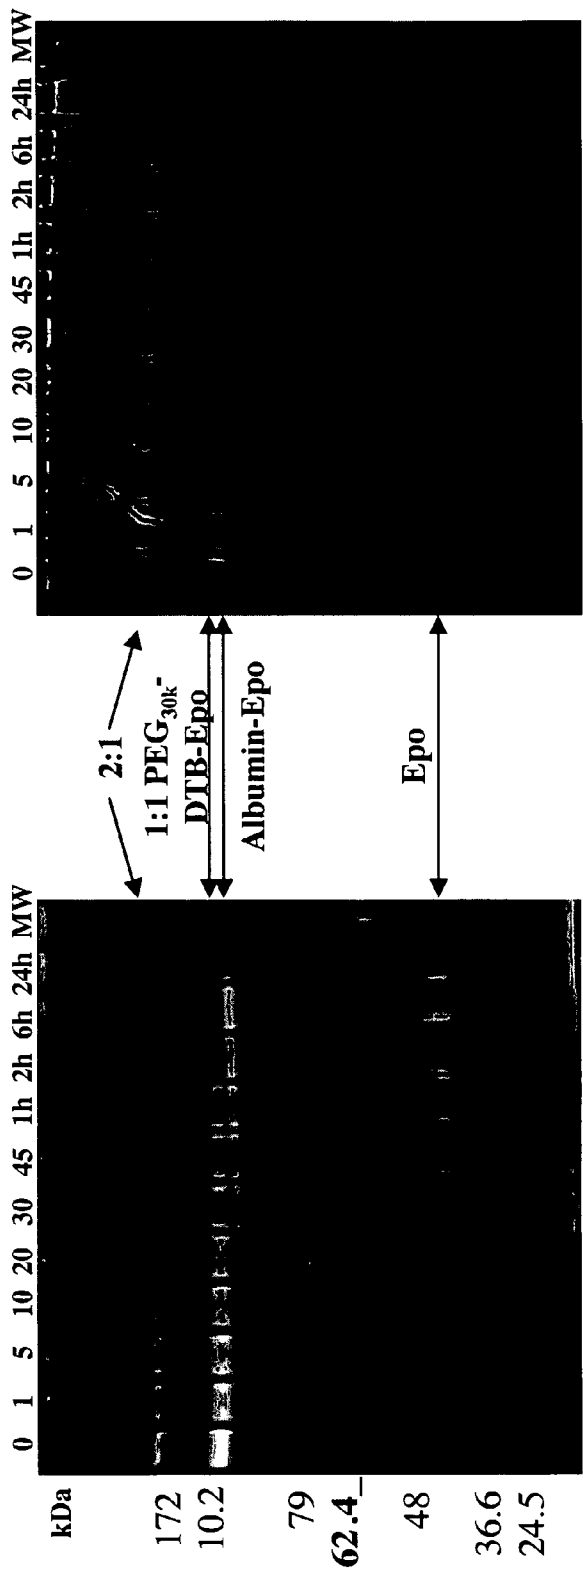 0 1 5 10 20 30 45 1h 2h 6h 24h MW
0 1 5 10 20 30 45 1h 2h 6h 24h MW
kDa
172
10.2
79
62.4_
48
36.6
24.5
2:1
1:1 PEG30k-
DTB-Epo
Albumin-Epo
Epo